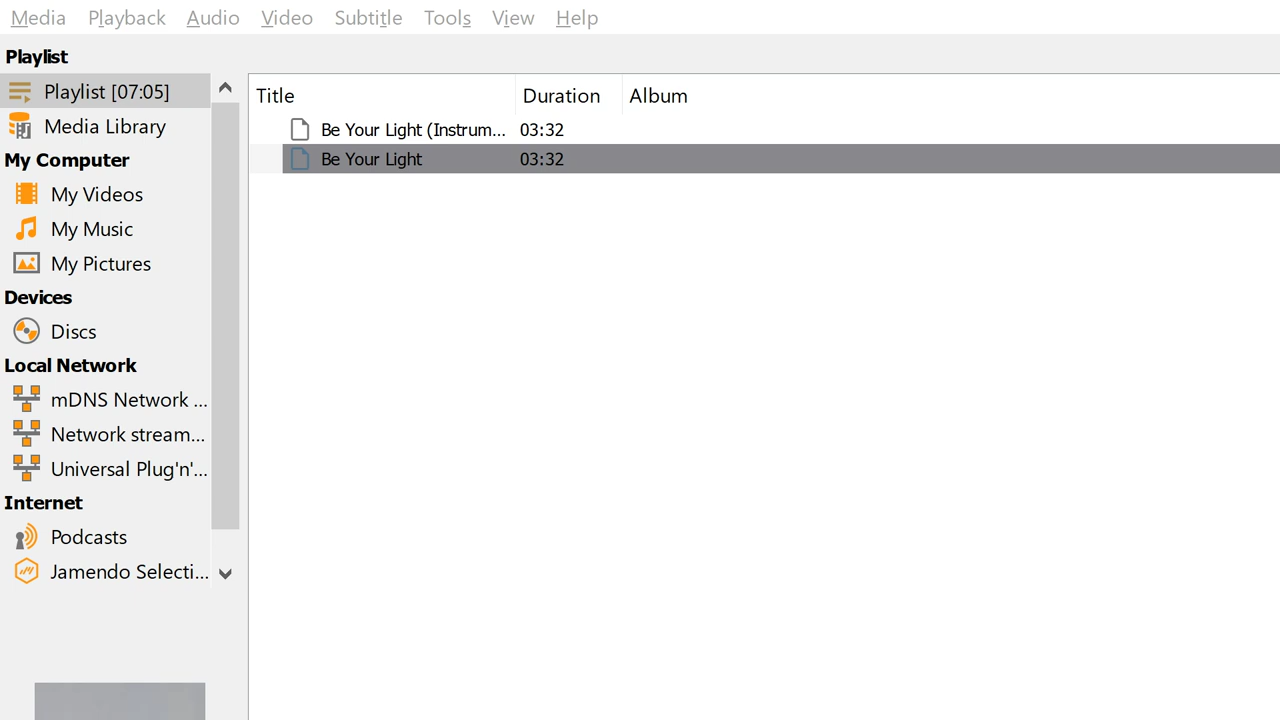 Media Playback Audio Video Subtitle Tools View Help
Playlist
Playlist [07:05]
Media Library
My Computer
My Videos
My Music
My Pictures
Devices
Discs
Local Network
mDNS Network ...
Network stream...
Universal Plug'n'...
Internet
Podcasts
Jamendo Selecti...
Title Duration Album
Be Your Light (Instrum... 03:32
Be Your Light 03:32